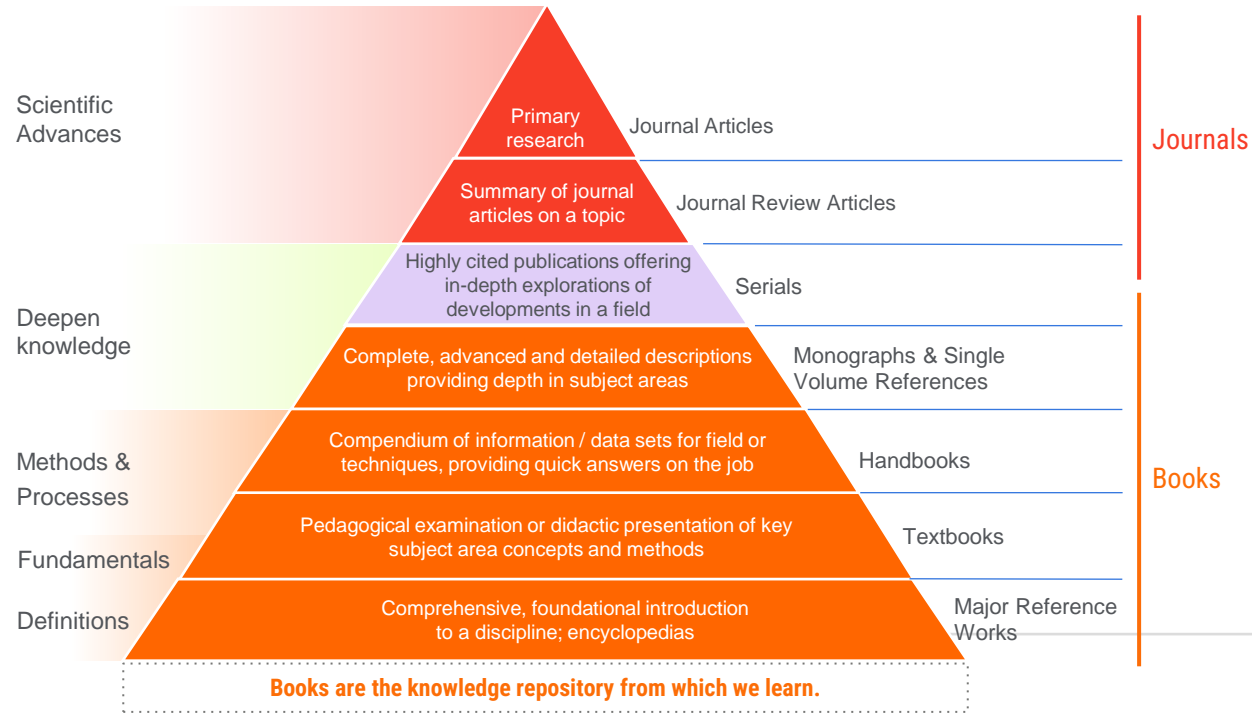 Scientific
Advances
Primary
research
Journal Articles
Journals
Summary of journal
articles on a topic
Journal Review Articles
Deepen
knowledge
Highly cited publications offering
in-depth explorations of
developments in a field
Serials
Complete, advanced and detailed descriptions
providing depth in subject areas
Monographs & Single
Volume References
Methods &
Processes
Compendium of information / data sets for field or
techniques, providing quick answers on the job
Handbooks
Books
Fundamentals
Pedagogical examination or didactic presentation of key
subject area concepts and methods
Textbooks
Definitions
Comprehensive, foundational introduction
to a discipline; encyclopedias
Major Reference
Works
Books are the knowledge repository from which we learn.